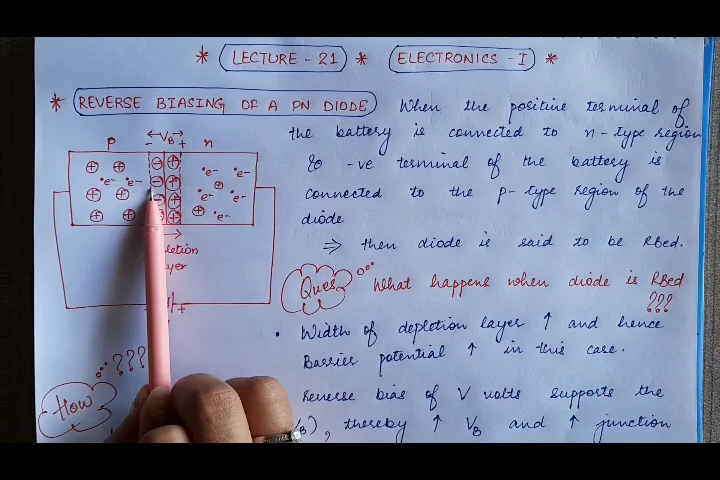 * LECTURE - 21 * ELECTRONICS - I *
* REVERSE BIASING OF A PN DIODE
When the positive terminal of
the battery is connected to n-type region
& -ve terminal of the battery is
connected to the p-type region of the
diode
⇒ then diode is said to be RBed.
Ques What happens when diode is RBed
???
• Width of depletion layer ↑ and hence
Barrier potential ↑ in this case.
Reverse bias of V volts supports the
, thereby ↑ VB and ↑ junction
p - VB + n
+ + - + •e- •e-
•e- •e- - + +
+ + - + •e- •e-
+ + + + •e-
letion
yer
+
How ???